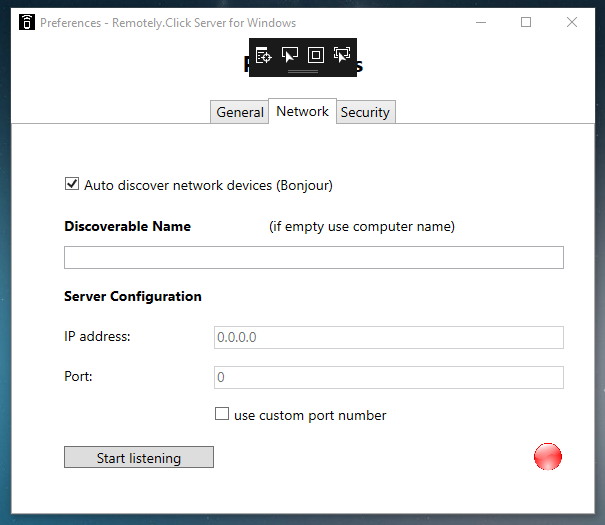 Preferences - Remotely.Click Server for Windows
General Network Security
Auto discover network devices (Bonjour)
Discoverable Name (if empty use computer name)
Server Configuration
IP address: 0.0.0.0
Port: 0
use custom port number
Start listening